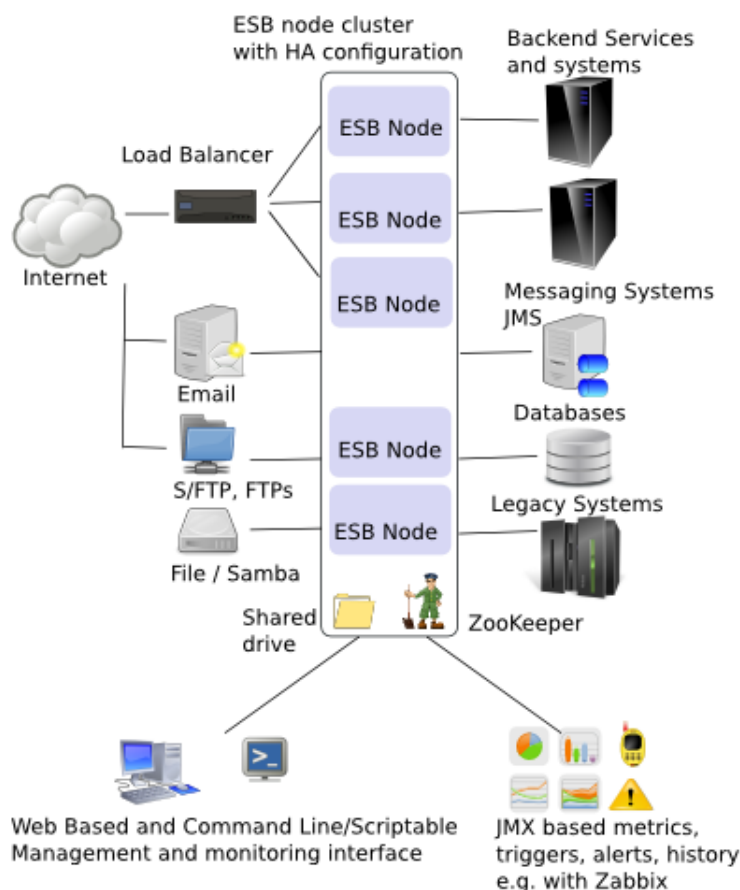 ESB node cluster
with HA configuration
Backend Services
and systems
ESB Node
Load Balancer
ESB Node
Internet
ESB Node
Messaging Systems
JMS
Email
Databases
ESB Node
S/FTP, FTPs
Legacy Systems
ESB Node
File / Samba
Shared
drive
ZooKeeper
>_
Web Based and Command Line/Scriptable
Management and monitoring interface
JMX based metrics,
triggers, alerts, history
e.g. with Zabbix